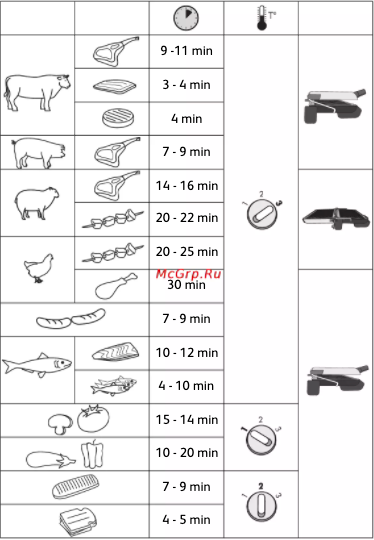 T°
9 -11 min
3 - 4 min
4 min
7 - 9 min
14 - 16 min
1 2 3
20 - 22 min
20 - 25 min
McGrp.Ru
30 min
7 - 9 min
10 - 12 min
4 - 10 min
15 - 14 min
1 2 3
10 - 20 min
7 - 9 min
1 2 3
4 - 5 min